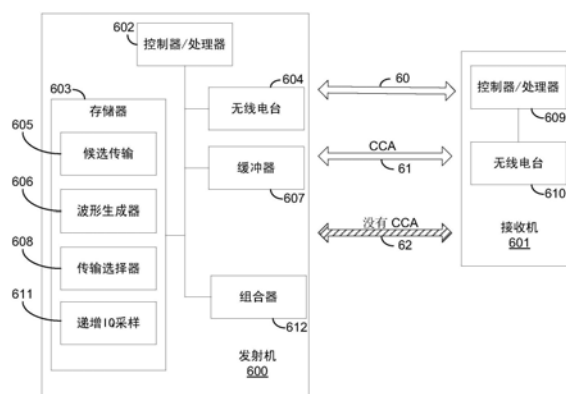 602
控制器/处理器
603
存储器
604
无线电台
605
候选传输
606
波形生成器
缓冲器
607
608
传输选择器
611
递增IQ采样
组合器
612
发射机
600
60
CCA
61
没有 CCA
62
控制器/处理器
609
无线电台
610
接收机
601